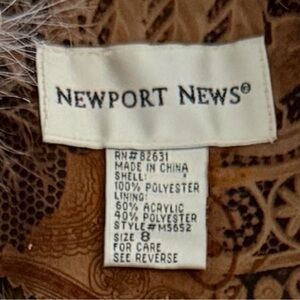 NEWPORT NEWS®
RN#82631
MADE IN CHINA
SHELL:
100% POLYESTER
LINING:
60% ACRYLIC
40% POLYESTER
STYLE#M5652
SIZE 8
FOR CARE
SEE REVERSE